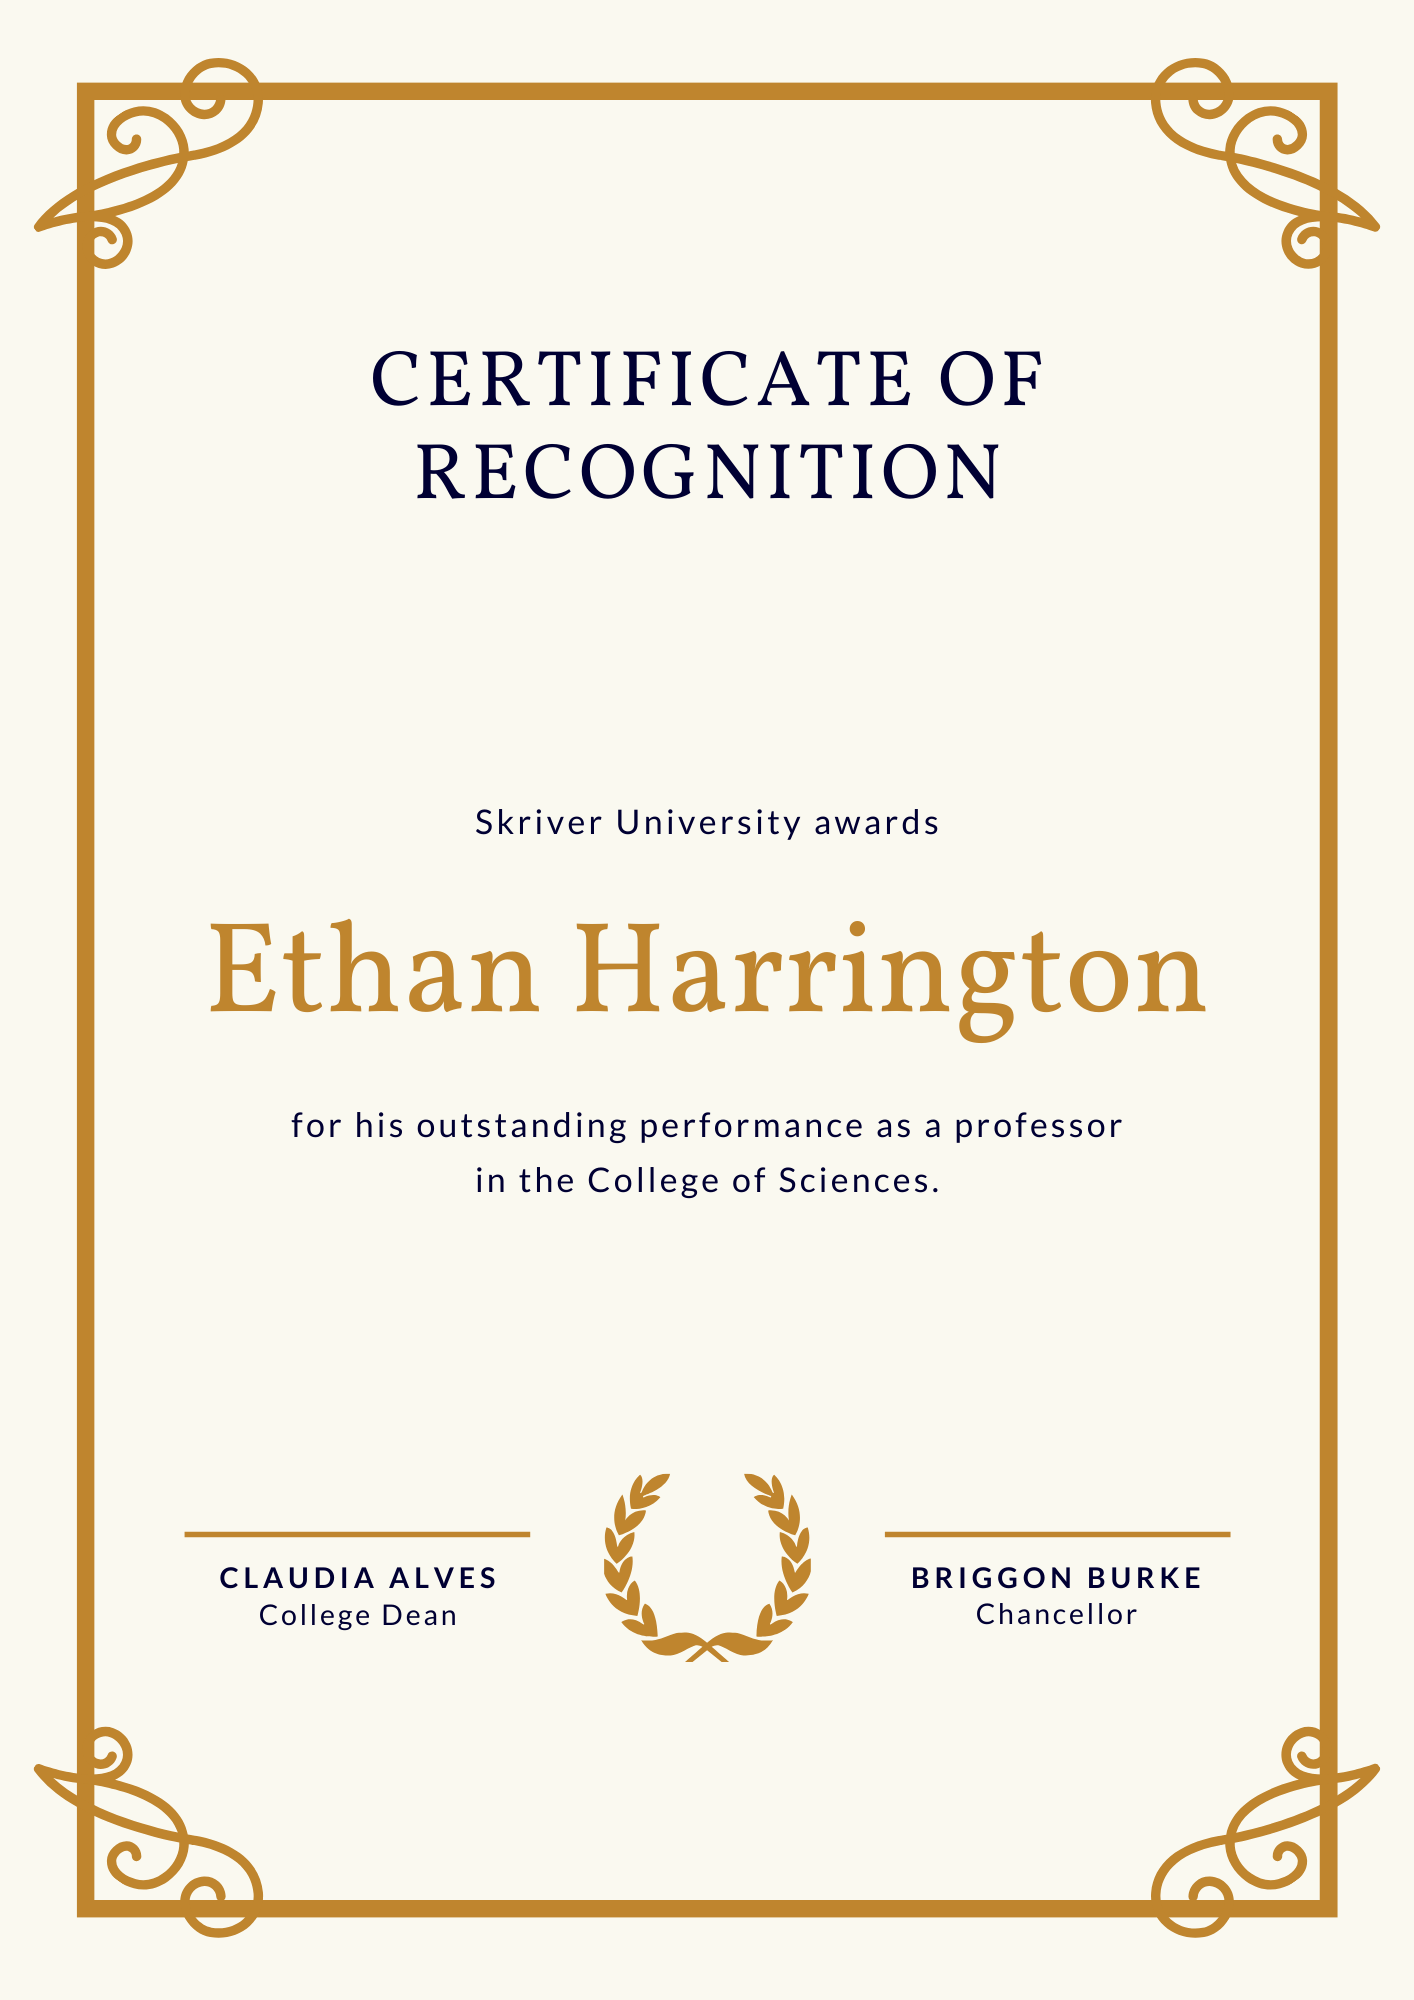 CERTIFICATE OF
RECOGNITION
Skriver University awards
Ethan Harrington
for his outstanding performance as a professor
in the College of Sciences.
CLAUDIA ALVES
College Dean
BRIGGON BURKE
Chancellor